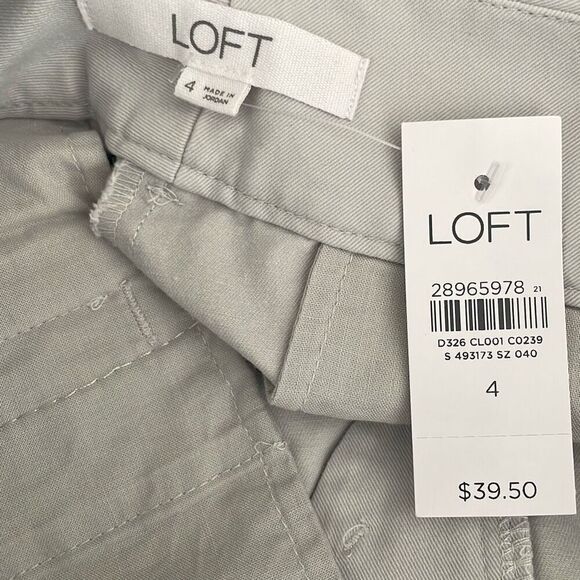 LOFT
4 MADE IN
JORDAN
LOFT
28965978 21
D326 CL001 C0239
S 493173 SZ 040
4
$39.50